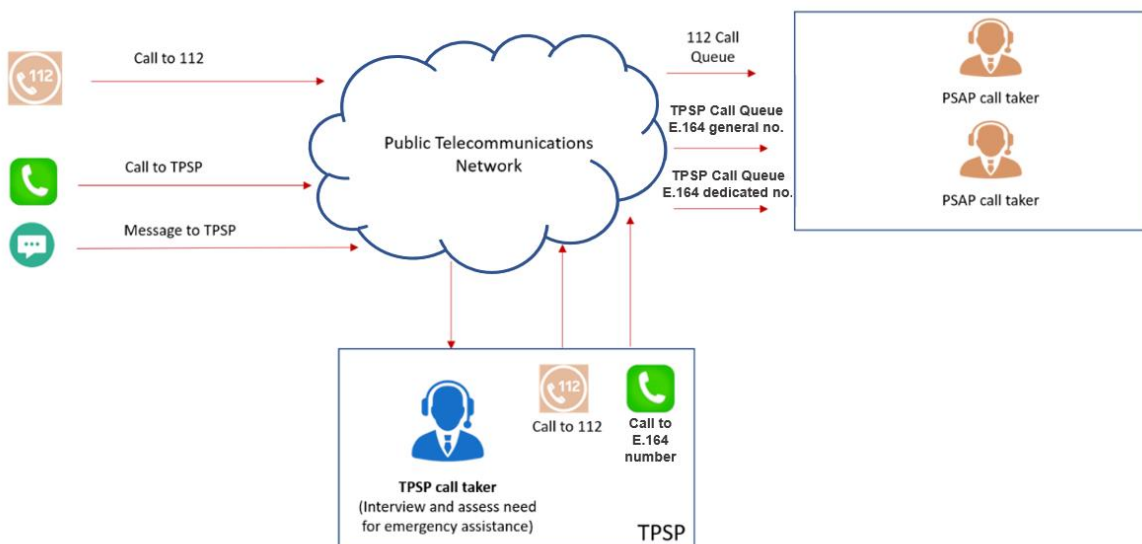 112
Call to 112
Call to TPSP
Message to TPSP
Public Telecommunications
Network
112 Call
Queue
TPSP Call Queue
E.164 general no.
TPSP Call Queue
E.164 dedicated no.
PSAP call taker
PSAP call taker
112
Call to 112
Call to
E.164
number
TPSP call taker
(Interview and assess need
for emergency assistance)
TPSP